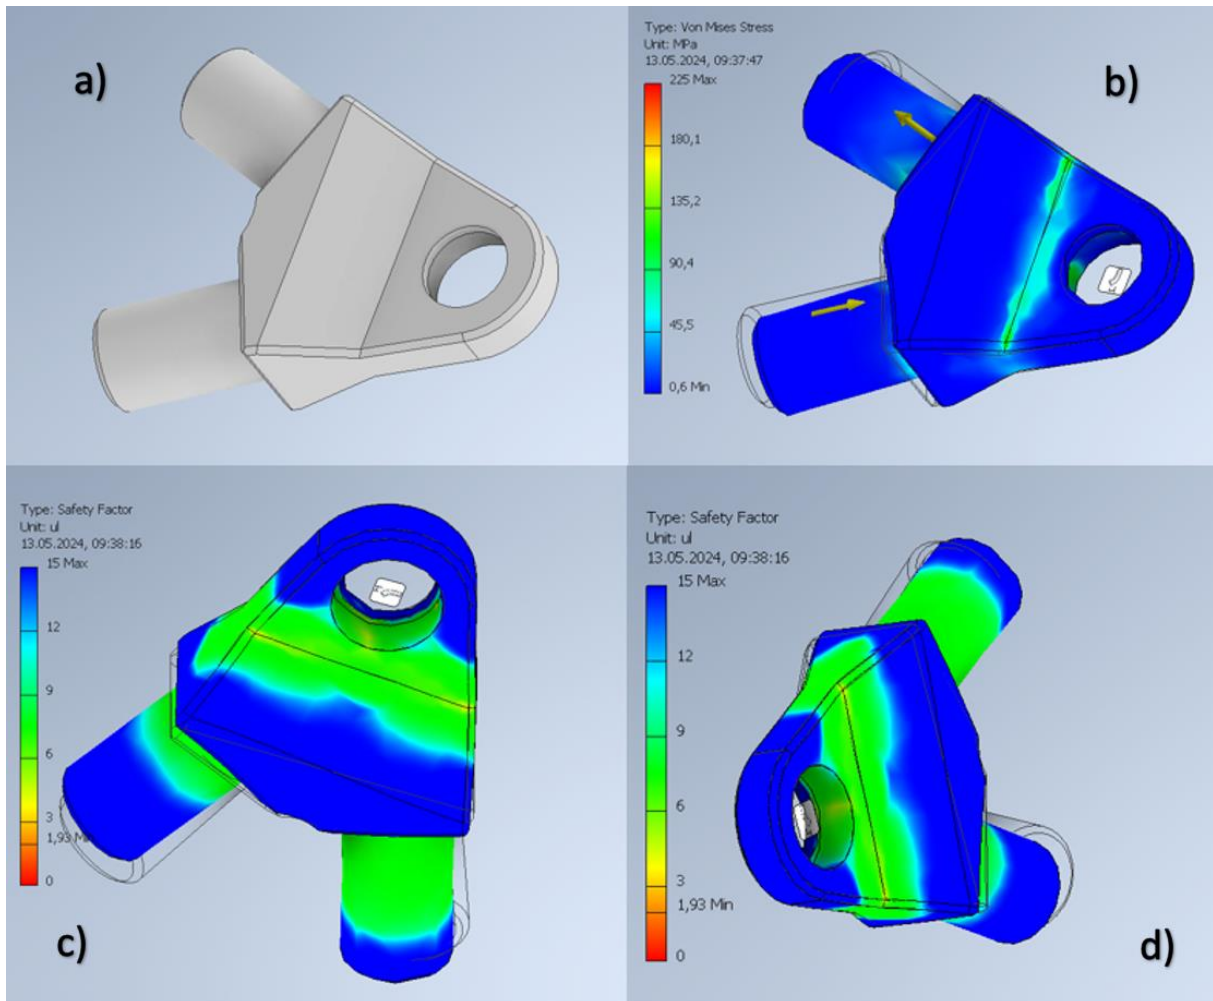 a)
Type: Von Mises Stress
Unit: MPa
13.05.2024, 09:37:47
225 Max
180,1
135,2
90,4
45,5
0,6 Min
b)
Type: Safety Factor
Unit: ul
13.05.2024, 09:38:16
15 Max
12
9
6
3
1,93 Min
0
c)
Type: Safety Factor
Unit: ul
13.05.2024, 09:38:16
15 Max
12
9
6
3
1,93 Min
0
d)